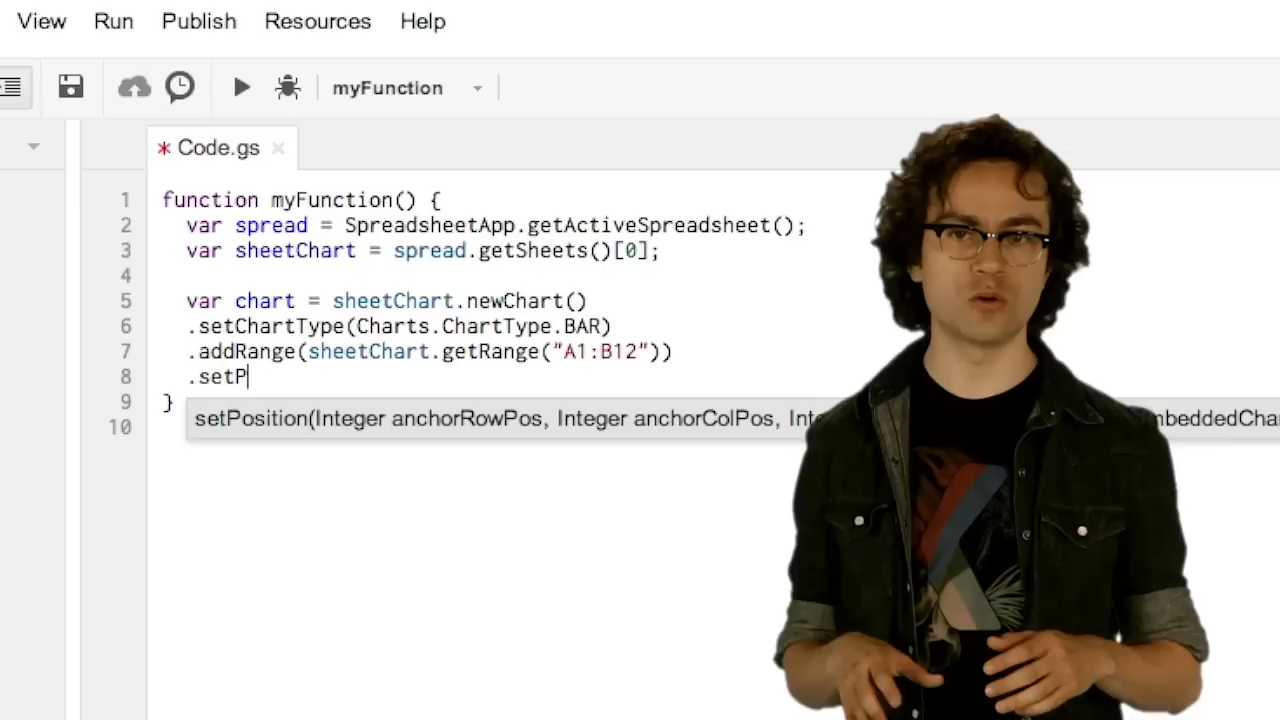 View Run Publish Resources Help
myFunction
* Code.gs ×
1 function myFunction() {
2 var spread = SpreadsheetApp.getActiveSpreadsheet();
3 var sheetChart = spread.getSheets()[0];
4
5 var chart = sheetChart.newChart()
6 .setChartType(Charts.ChartType.BAR)
7 .addRange(sheetChart.getRange("A1:B12"))
8 .setP
9 }
setPosition(Integer anchorRowPos, Integer anchorColPos,
10